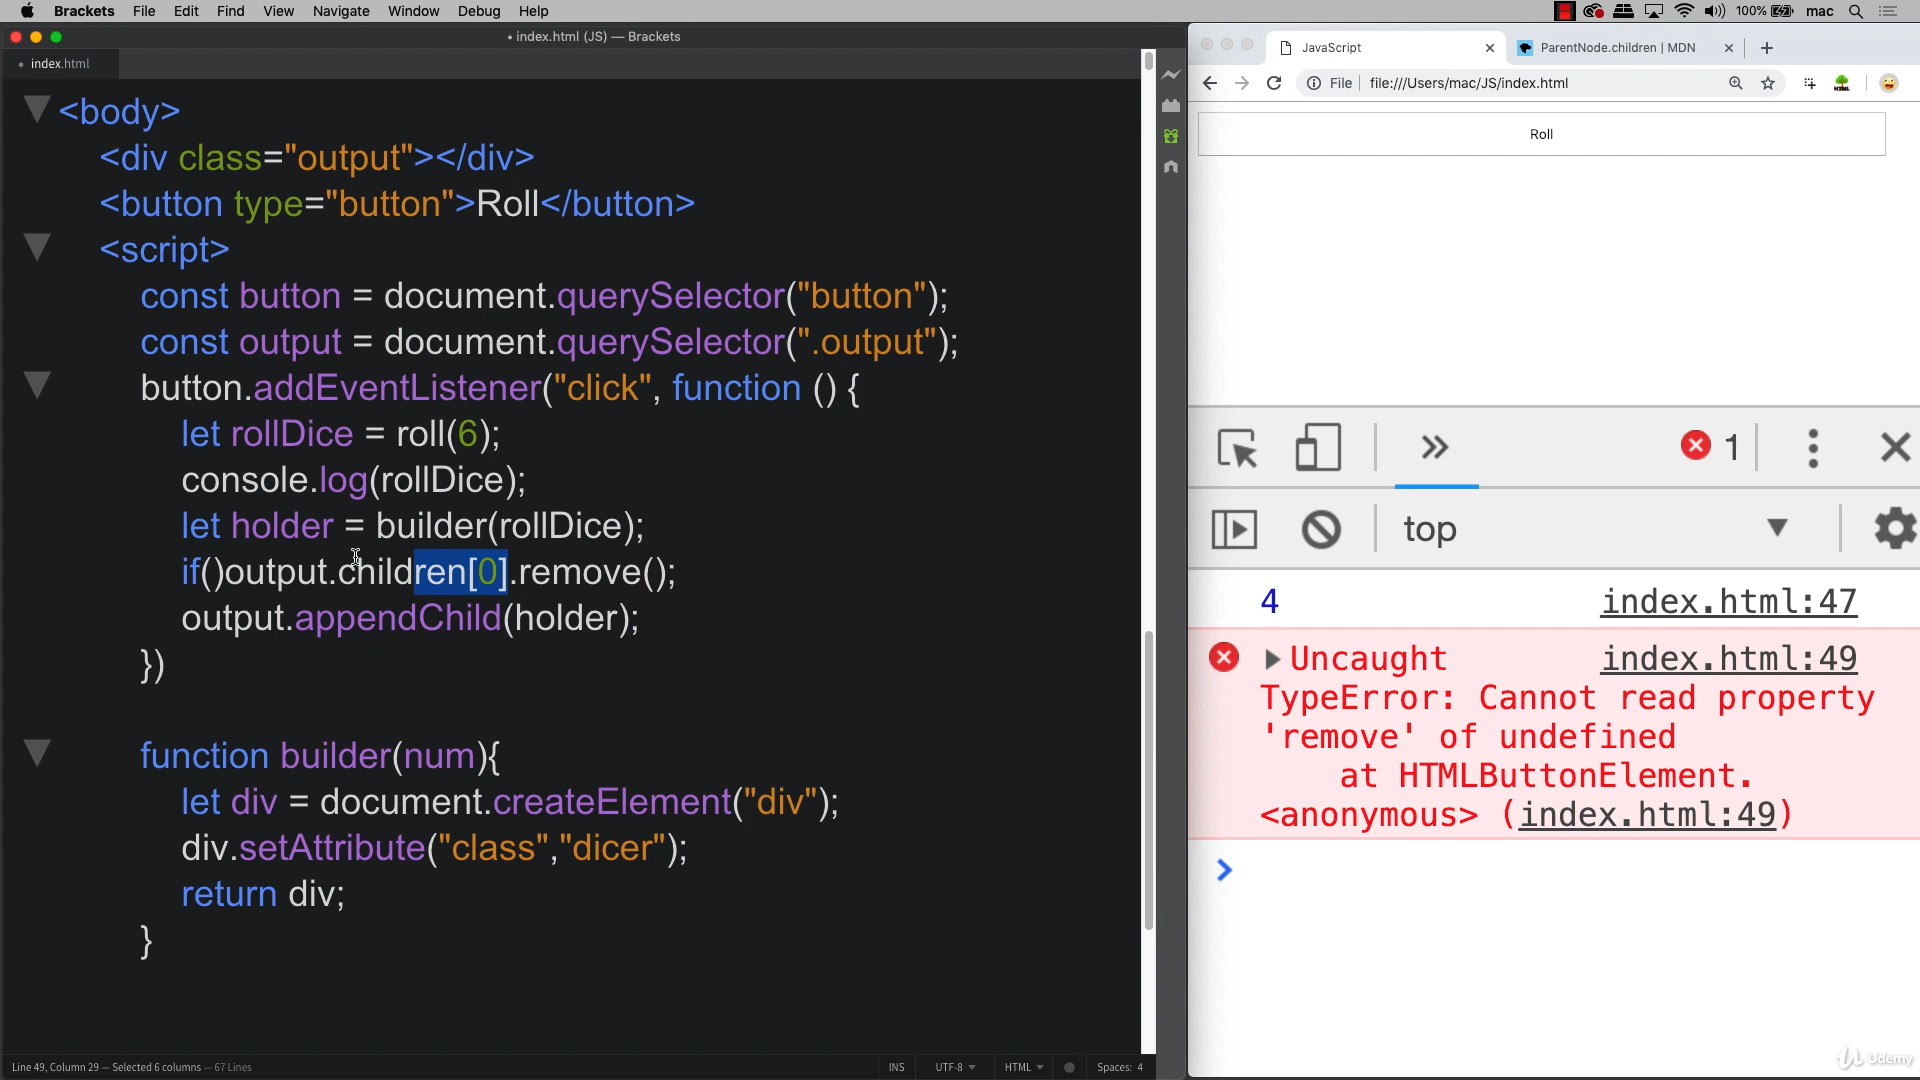 Brackets File Edit Find View Navigate Window Debug Help 100% mac
• index.html (JS) — Brackets
• index.html
<body>
<div class="output"></div>
<button type="button">Roll</button>
<script>
const button = document.querySelector("button");
const output = document.querySelector(".output");
button.addEventListener("click", function () {
let rollDice = roll(6);
console.log(rollDice);
let holder = builder(rollDice);
if()output.children[0].remove();
output.appendChild(holder);
})
function builder(num){
let div = document.createElement("div");
div.setAttribute("class","dicer");
return div;
}
Line 49, Column 29 — Selected 6 columns — 67 Lines INS UTF-8 HTML Spaces: 4
JavaScript ParentNode.children | MDN
File file:///Users/mac/JS/index.html
Roll
1
top
4 index.html:47
Uncaught index.html:49
TypeError: Cannot read property
'remove' of undefined
at HTMLButtonElement.
<anonymous> (index.html:49)
Udemy